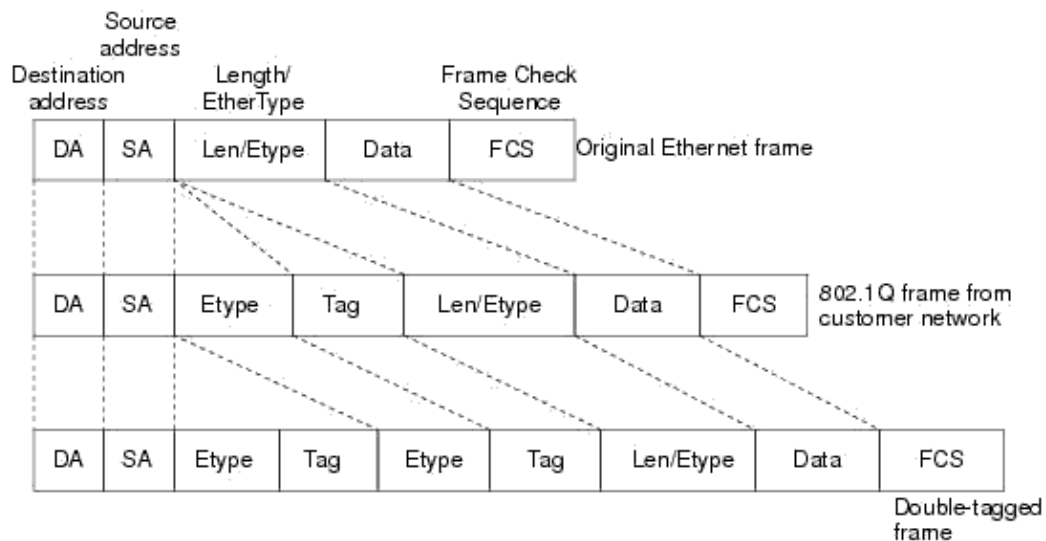 Source
address
Destination
address
Length/
EtherType
Frame Check
Sequence
DA SA Len/Etype Data FCS Original Ethernet frame
DA SA Etype Tag Len/Etype Data FCS
802.1Q frame from
customer network
DA SA Etype Tag Etype Tag Len/Etype Data FCS
Double-tagged
frame